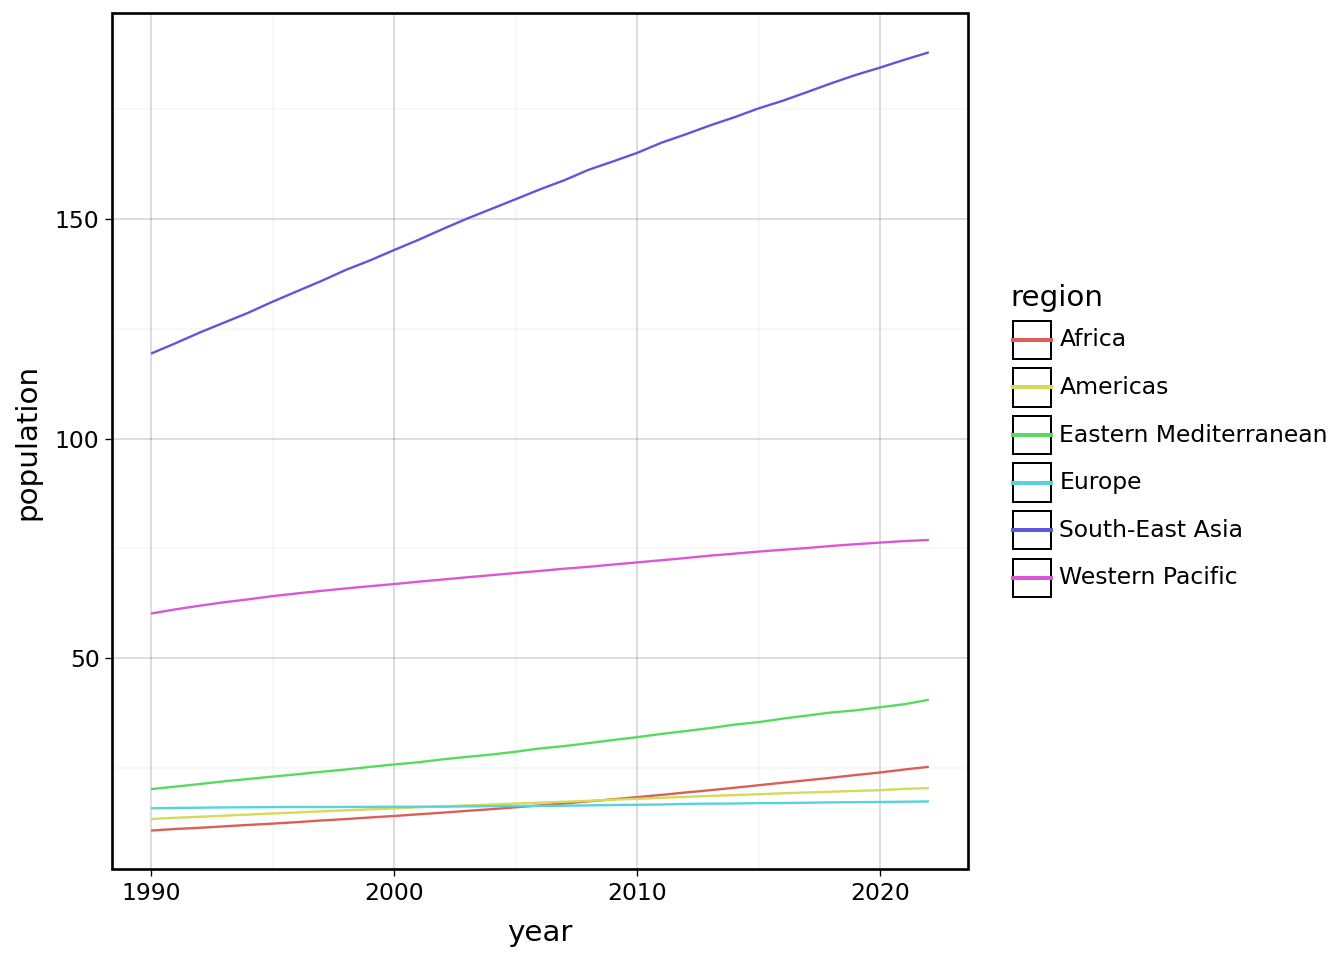 150
100
50
population
1990 2000 2010 2020
year
region
Africa
Americas
Eastern Mediterranean
Europe
South-East Asia
Western Pacific